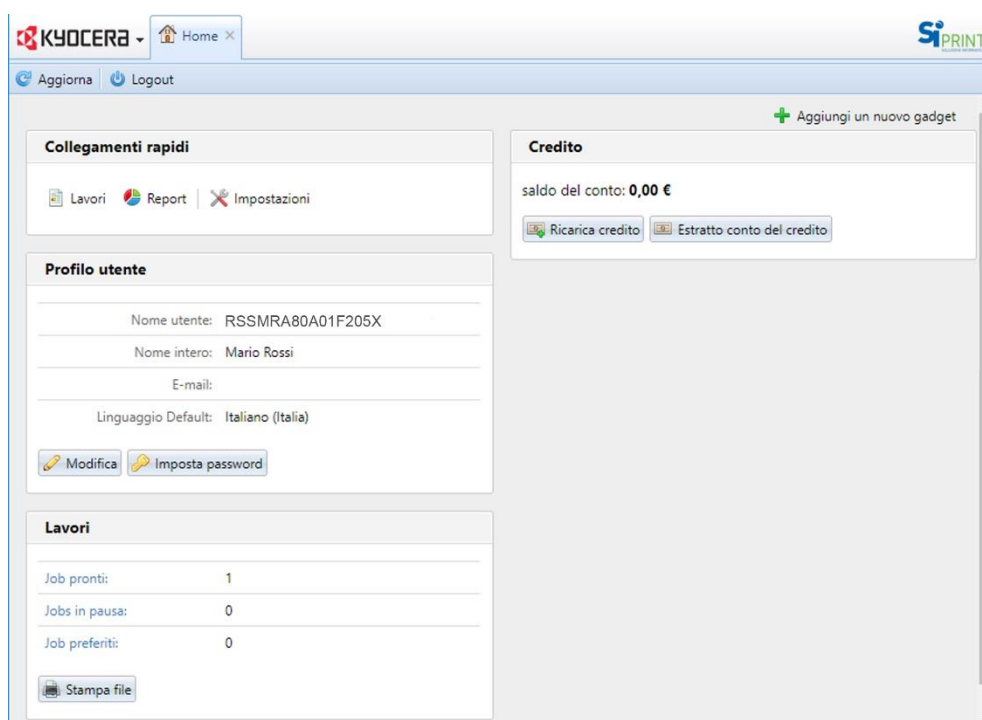 KYOCERA Home
Si PRINT
Aggiorna Logout
Aggiungi un nuovo gadget
Collegamenti rapidi
Lavori Report Impostazioni
Credito
saldo del conto: 0,00 €
Ricarica credito Estratto conto del credito
Profilo utente
Nome utente: RSSMRA80A01F205X
Nome intero: Mario Rossi
E-mail:
Linguaggio Default: Italiano (Italia)
Modifica Imposta password
Lavori
Job pronti: 1
Jobs in pausa: 0
Job preferiti: 0
Stampa file